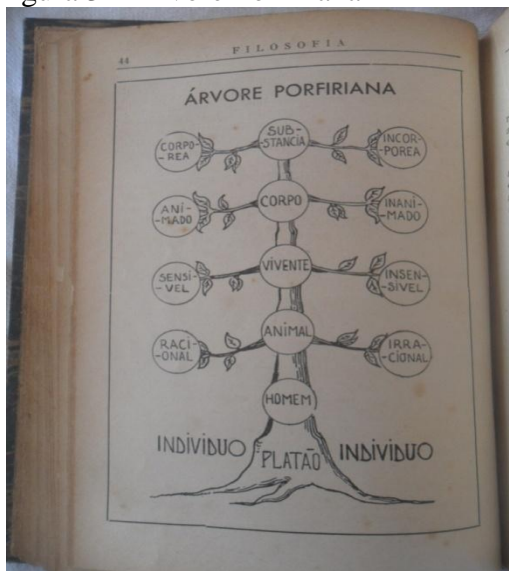 44
FILOSOFIA
ÁRVORE PORFIRIANA
SUB-
STANCIA
CORPO-
-REA
INCOR-
PÓREA
CORPO
ANI-
MADO
INANI-
MADO
VIVENTE
SENSI-
VEL
INSEN-
SIVEL
ANIMAL
RACI-
ONAL
IRRA-
CIONAL
HOMEM
INDIVIDUO PLATÃO INDIVIDUO